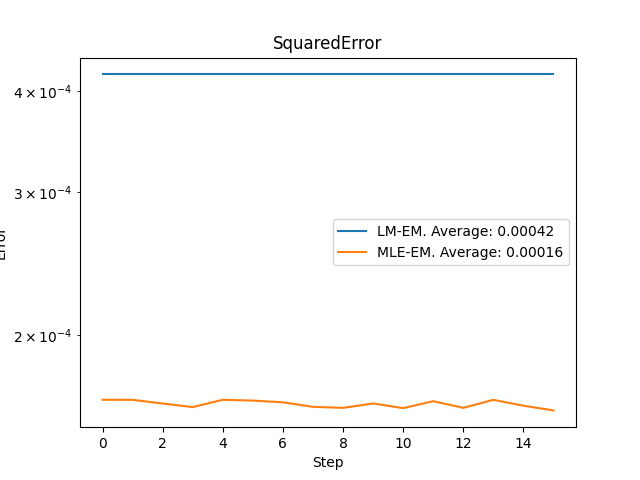 SquaredError
4 × 10⁻⁴
3 × 10⁻⁴
2 × 10⁻⁴
Error
LM-EM. Average: 0.00042
MLE-EM. Average: 0.00016
0 2 4 6 8 10 12 14
Step